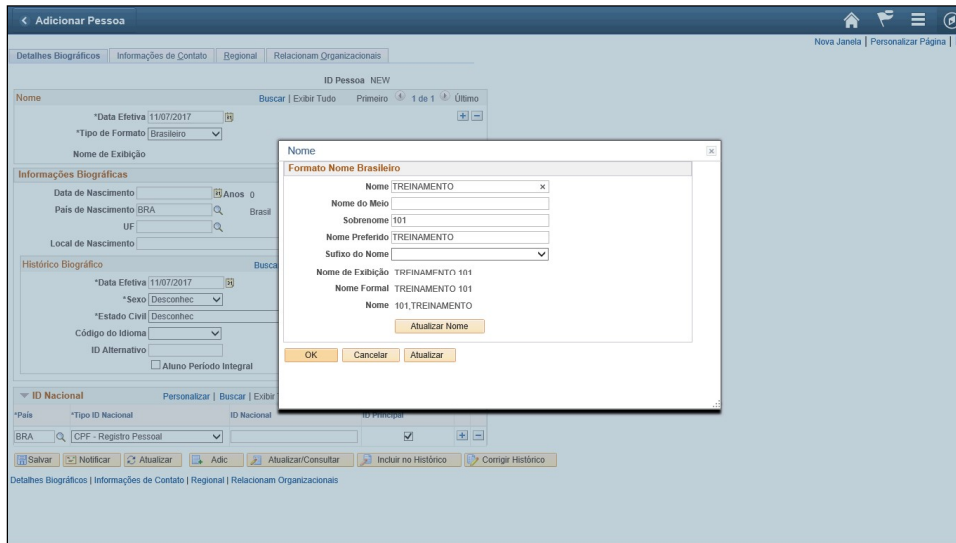 Adicionar Pessoa
Nova Janela | Personalizar Página |
Detalhes Biográficos Informações de Contato Regional Relacionam Organizacionais
ID Pessoa NEW
Nome Buscar | Exibir Tudo Primeiro 1 de 1 Último
*Data Efetiva 11/07/2017
*Tipo de Formato Brasileiro
Nome de Exibição
Informações Biográficas
Data de Nascimento Anos 0
País de Nascimento BRA Brasil
UF
Local de Nascimento
Histórico Biográfico
*Data Efetiva 11/07/2017
*Sexo Desconhec
*Estado Civil Desconhec
Código do Idioma
ID Alternativo
Aluno Período Integral
Nome
Formato Nome Brasileiro
Nome TREINAMENTO
Nome do Meio
Sobrenome 101
Nome Preferido TREINAMENTO
Sufixo do Nome
Nome de Exibição TREINAMENTO 101
Nome Formal TREINAMENTO 101
Nome 101,TREINAMENTO
Atualizar Nome
OK Cancelar Atualizar
ID Nacional Personalizar | Buscar | Exibir
*País *Tipo ID Nacional ID Nacional ID Principal
BRA CPF - Registro Pessoal
Salvar Notificar Atualizar Adic Atualizar/Consultar Incluir no Histórico Corrigir Histórico
Detalhes Biográficos | Informações de Contato | Regional | Relacionam Organizacionais